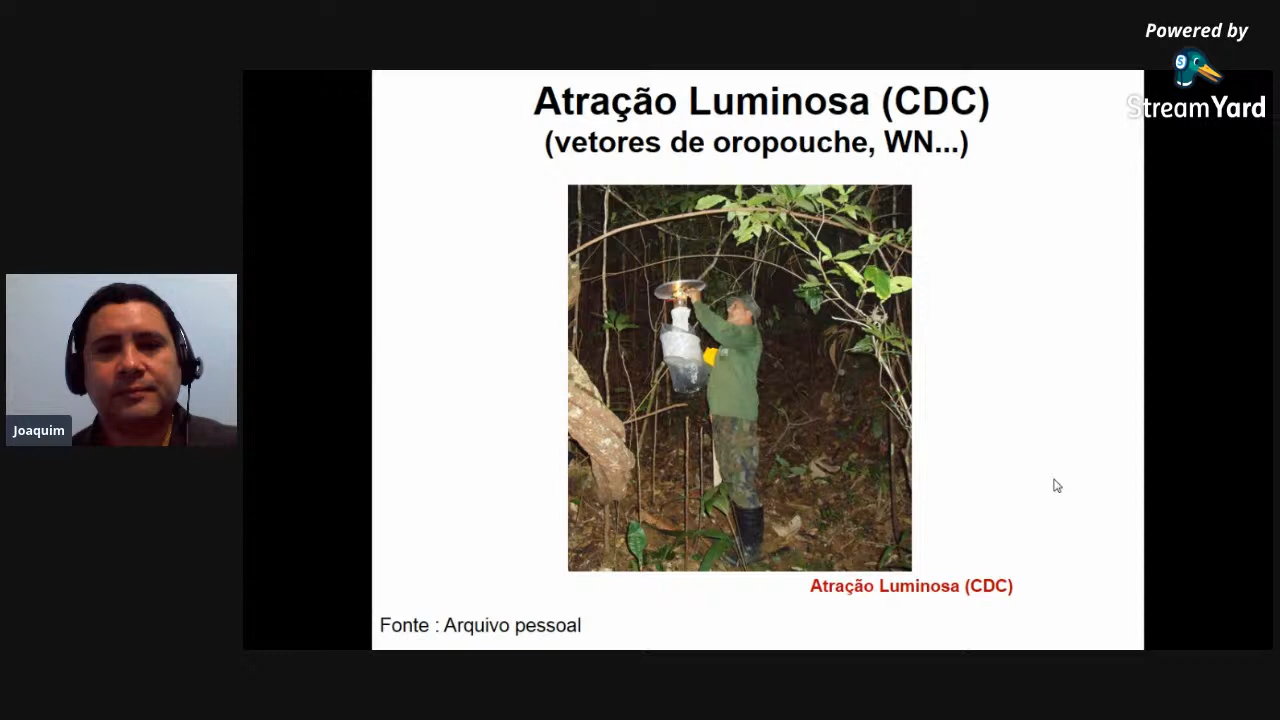 Powered by
StreamYard
Atração Luminosa (CDC)
(vetores de oropouche, WN...)
Joaquim
Atração Luminosa (CDC)
Fonte : Arquivo pessoal